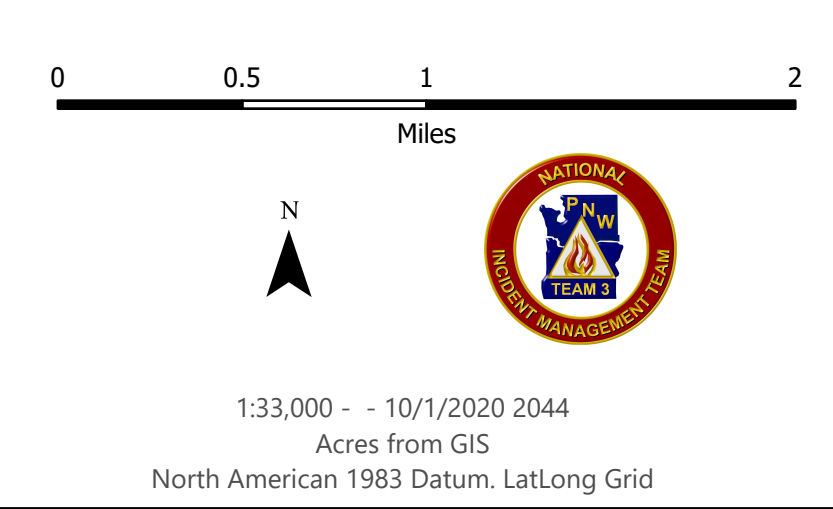 0 0.5 1 2
Miles
N
NATIONAL
PNW
TEAM 3
INCIDENT MANAGEMENT TEAM
1:33,000 -  - 10/1/2020 2044
Acres from GIS
North American 1983 Datum. LatLong Grid